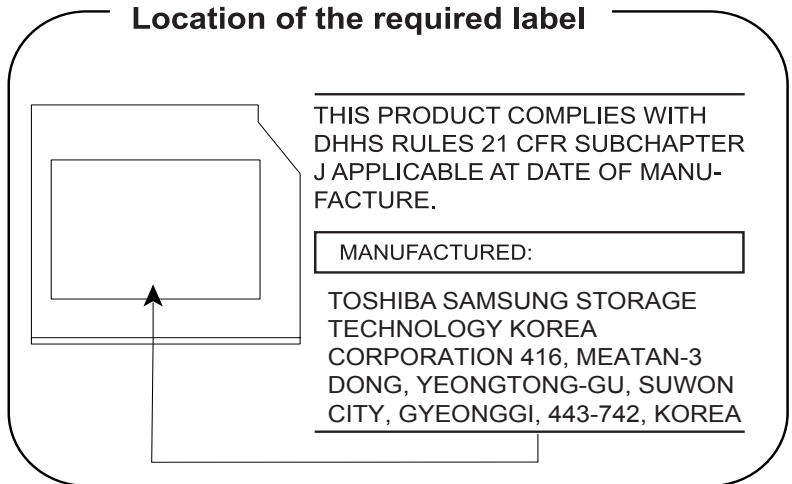 Location of the required label
THIS PRODUCT COMPLIES WITH
DHHS RULES 21 CFR SUBCHAPTER
J APPLICABLE AT DATE OF MANU-
FACTURE.
MANUFACTURED:
TOSHIBA SAMSUNG STORAGE
TECHNOLOGY KOREA
CORPORATION 416, MEATAN-3
DONG, YEONGTONG-GU, SUWON
CITY, GYEONGGI, 443-742, KOREA